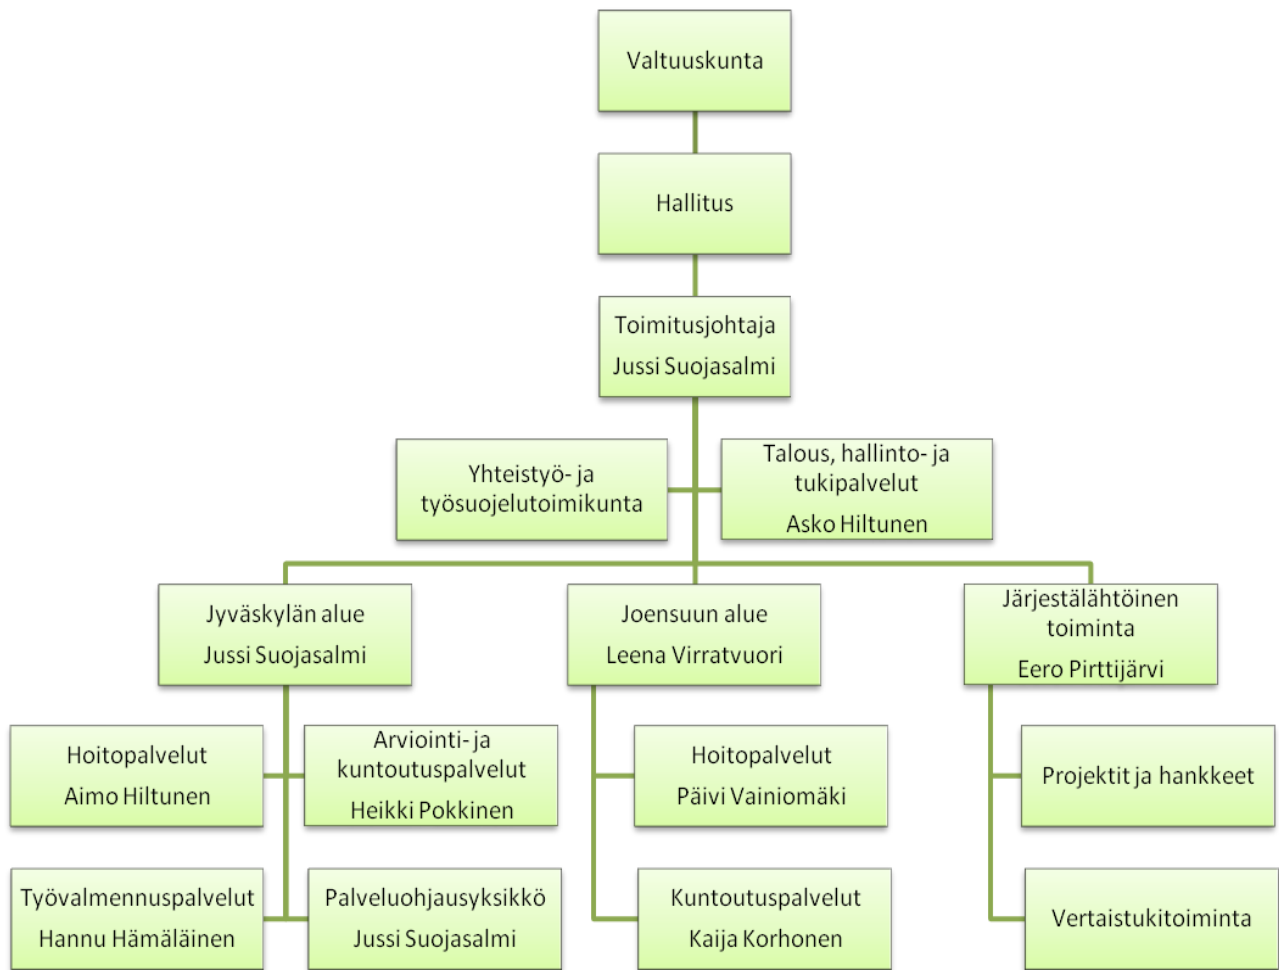 Valtuuskunta
Hallitus
Toimitusjohtaja
Jussi Suojasalmi
Yhteistyö- ja
työsuojelutoimikunta
Talous, hallinto- ja
tukipalvelut
Asko Hiltunen
Jyväskylän alue
Jussi Suojasalmi
Joensuun alue
Leena Virratvuori
Järjestälähtöinen
toiminta
Eero Pirttijärvi
Hoitopalvelut
Aimo Hiltunen
Arviointi- ja
kuntoutuspalvelut
Heikki Pokkinen
Hoitopalvelut
Päivi Vainiomäki
Projektit ja hankkeet
Työvalmennuspalvelut
Hannu Hämäläinen
Palveluohjausyksikkö
Jussi Suojasalmi
Kuntoutuspalvelut
Kaija Korhonen
Vertaistukitoiminta